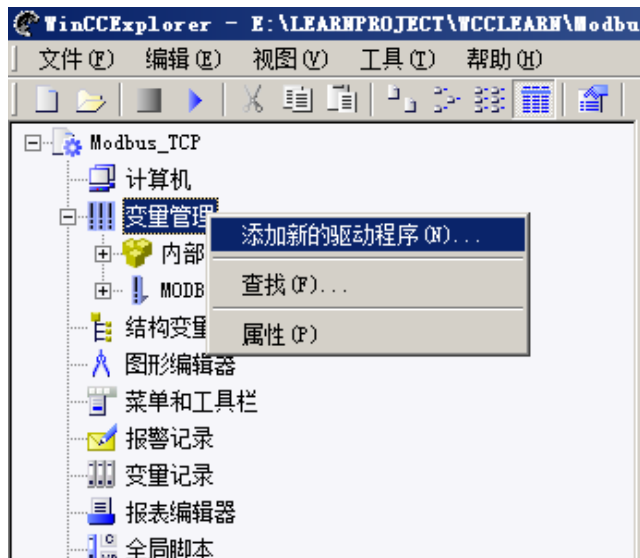 WinCCExplorer - E:\LEARNPROJECT\WCCLEARN\Modbu
文件(F) 编辑(E) 视图(V) 工具(T) 帮助(H)
Modbus_TCP
计算机
变量管理
添加新的驱动程序(N)...
内部
查找(F)...
MODB
结构变量
属性(P)
图形编辑器
菜单和工具栏
报警记录
变量记录
报表编辑器
全局脚本